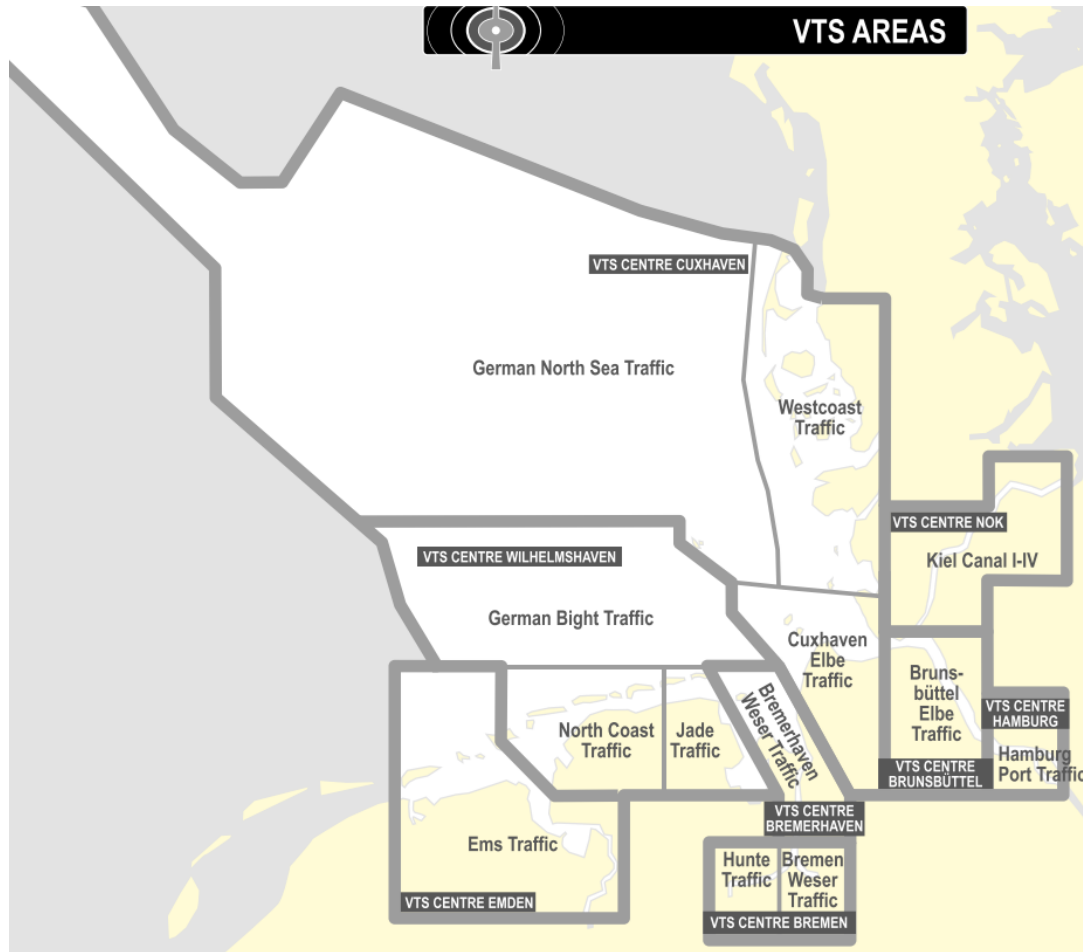 VTS AREAS
VTS CENTRE CUXHAVEN
German North Sea Traffic
Westcoast
Traffic
VTS CENTRE NOK
Kiel Canal I-IV
VTS CENTRE WILHELMSHAVEN
German Bight Traffic
Cuxhaven
Elbe
Traffic
Bruns-
büttel
Elbe
Traffic
VTS CENTRE
HAMBURG
Hamburg
Port Traffic
VTS CENTRE
BRUNSBÜTTEL
North Coast
Traffic
Jade
Traffic
Bremerhaven
Weser Traffic
VTS CENTRE
BREMERHAVEN
Ems Traffic
VTS CENTRE EMDEN
Hunte
Traffic
Bremen
Weser
Traffic
VTS CENTRE BREMEN